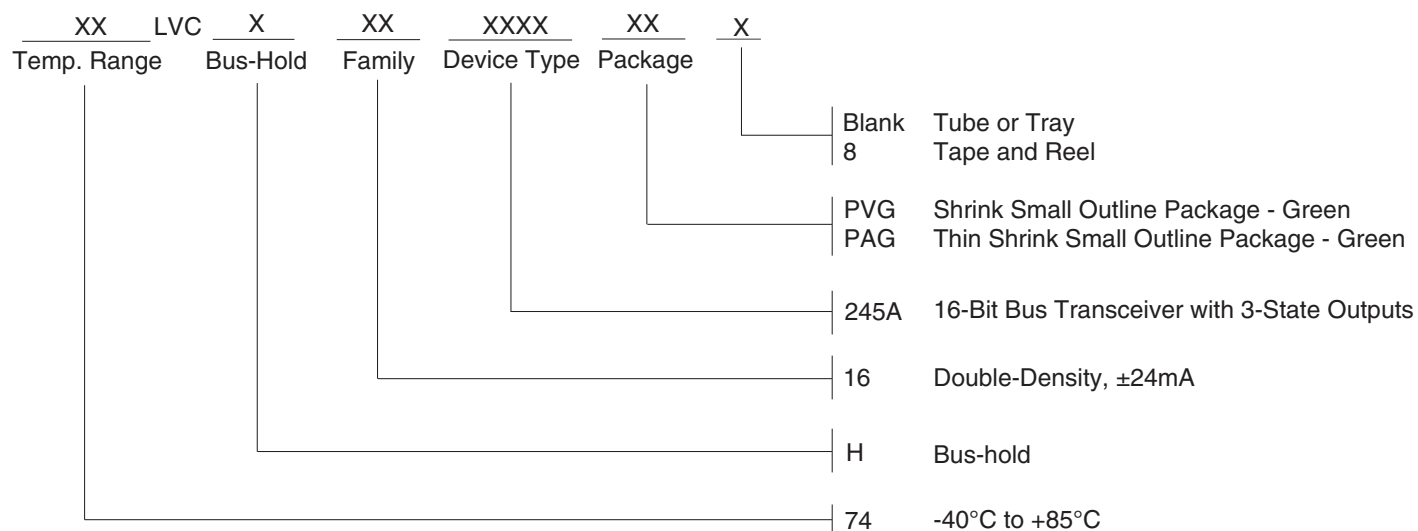 XX LVC X XX XXXX XX X
Temp. Range Bus-Hold Family Device Type Package
Blank Tube or Tray
8 Tape and Reel
PVG Shrink Small Outline Package - Green
PAG Thin Shrink Small Outline Package - Green
245A 16-Bit Bus Transceiver with 3-State Outputs
16 Double-Density, ±24mA
H Bus-hold
74 -40°C to +85°C